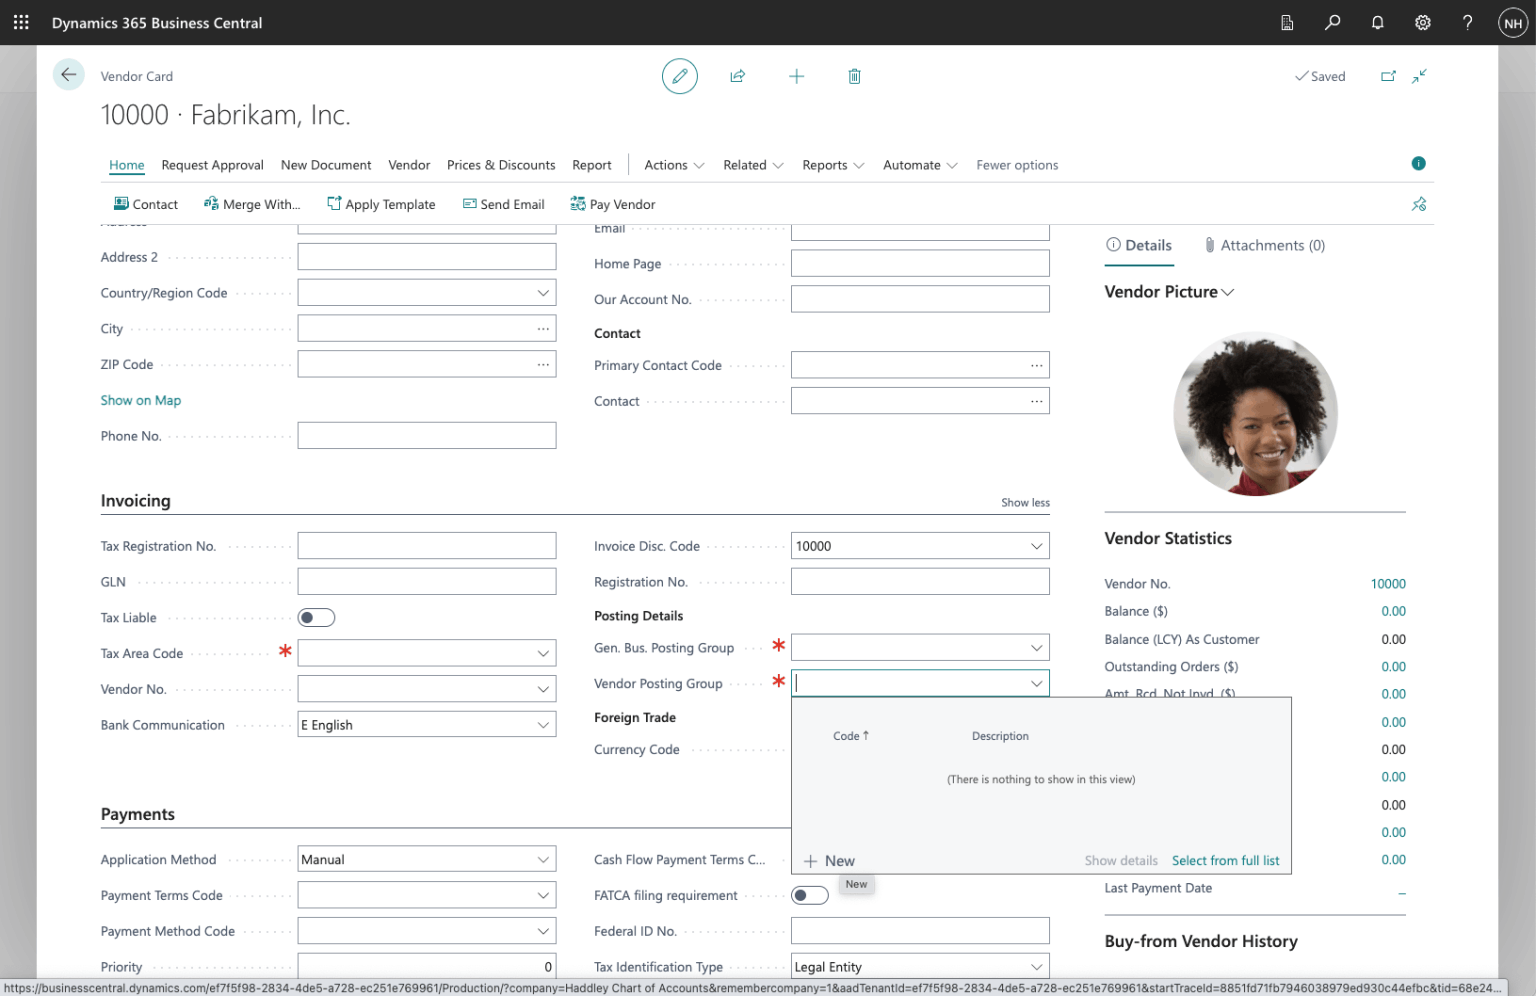 Dynamics 365 Business Central
NH
Vendor Card
Saved
10000 · Fabrikam, Inc.
Home Request Approval New Document Vendor Prices & Discounts Report Actions Related Reports Automate Fewer options
Contact Merge With... Apply Template Send Email Pay Vendor
Address
Address 2
Country/Region Code
City
ZIP Code
Show on Map
Phone No.
Email
Home Page
Our Account No.
Contact
Primary Contact Code
Contact
Invoicing
Show less
Tax Registration No.
GLN
Tax Liable
Tax Area Code *
Vendor No.
Bank Communication E English
Invoice Disc. Code 10000
Registration No.
Posting Details
Gen. Bus. Posting Group *
Vendor Posting Group *
Foreign Trade
Currency Code
Code ↑ Description
(There is nothing to show in this view)
+ New Show details Select from full list
New
Payments
Application Method Manual
Payment Terms Code
Payment Method Code
Priority 0
Cash Flow Payment Terms C...
FATCA filing requirement
Federal ID No.
Tax Identification Type Legal Entity
Details Attachments (0)
Vendor Picture
Vendor Statistics
Vendor No. 10000
Balance ($) 0.00
Balance (LCY) As Customer 0.00
Outstanding Orders ($) 0.00
Amt. Rcd. Not Invd. ($) 0.00
0.00
0.00
0.00
0.00
0.00
0.00
Last Payment Date –
Buy-from Vendor History
https://businesscentral.dynamics.com/ef7f5f98-2834-4de5-a728-ec251e769961/Production/?company=Haddley Chart of Accounts&remembercompany=1&aadTenantId=ef7f5f98-2834-4de5-a728-ec251e769961&startTraceId=8851fd71fb7946038979ed930c44efbc&tid=68e24...